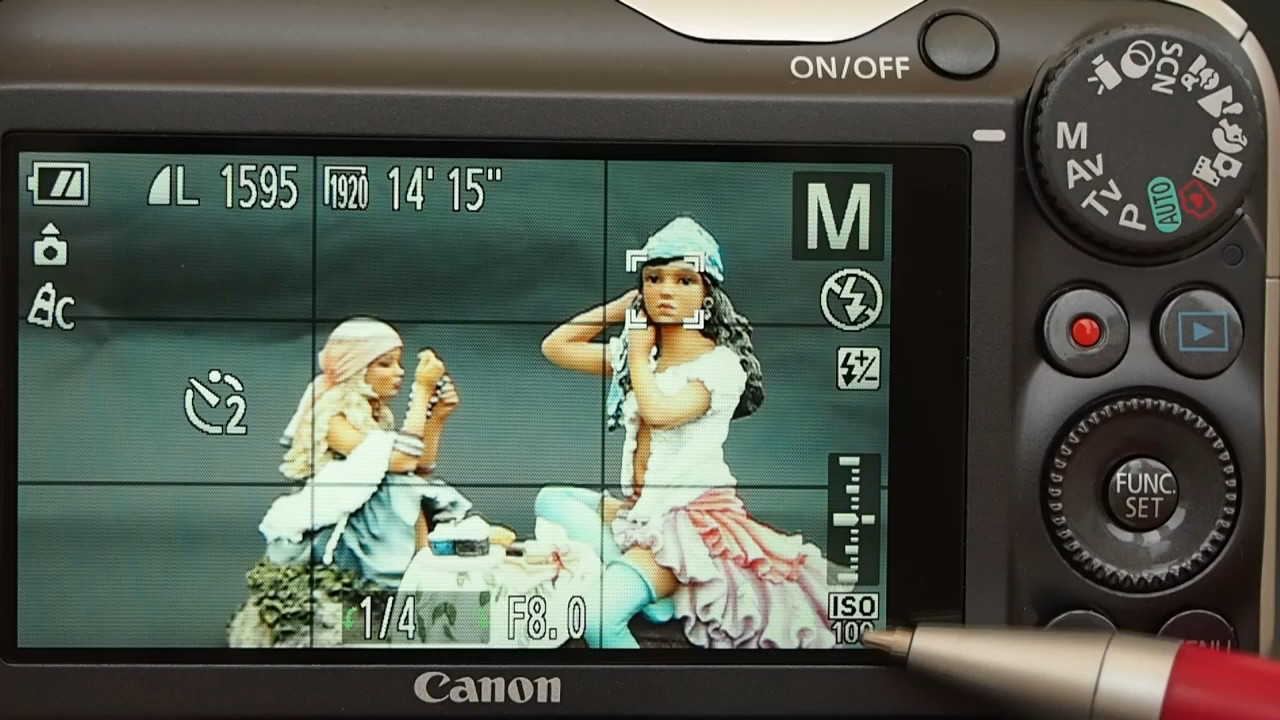 ON/OFF
L 1595 1920 14' 15"
M
C
2
1/4 F8.0
ISO
100
Canon
SCN
M
Av
Tv
P
AUTO
FUNC.
SET
MENU